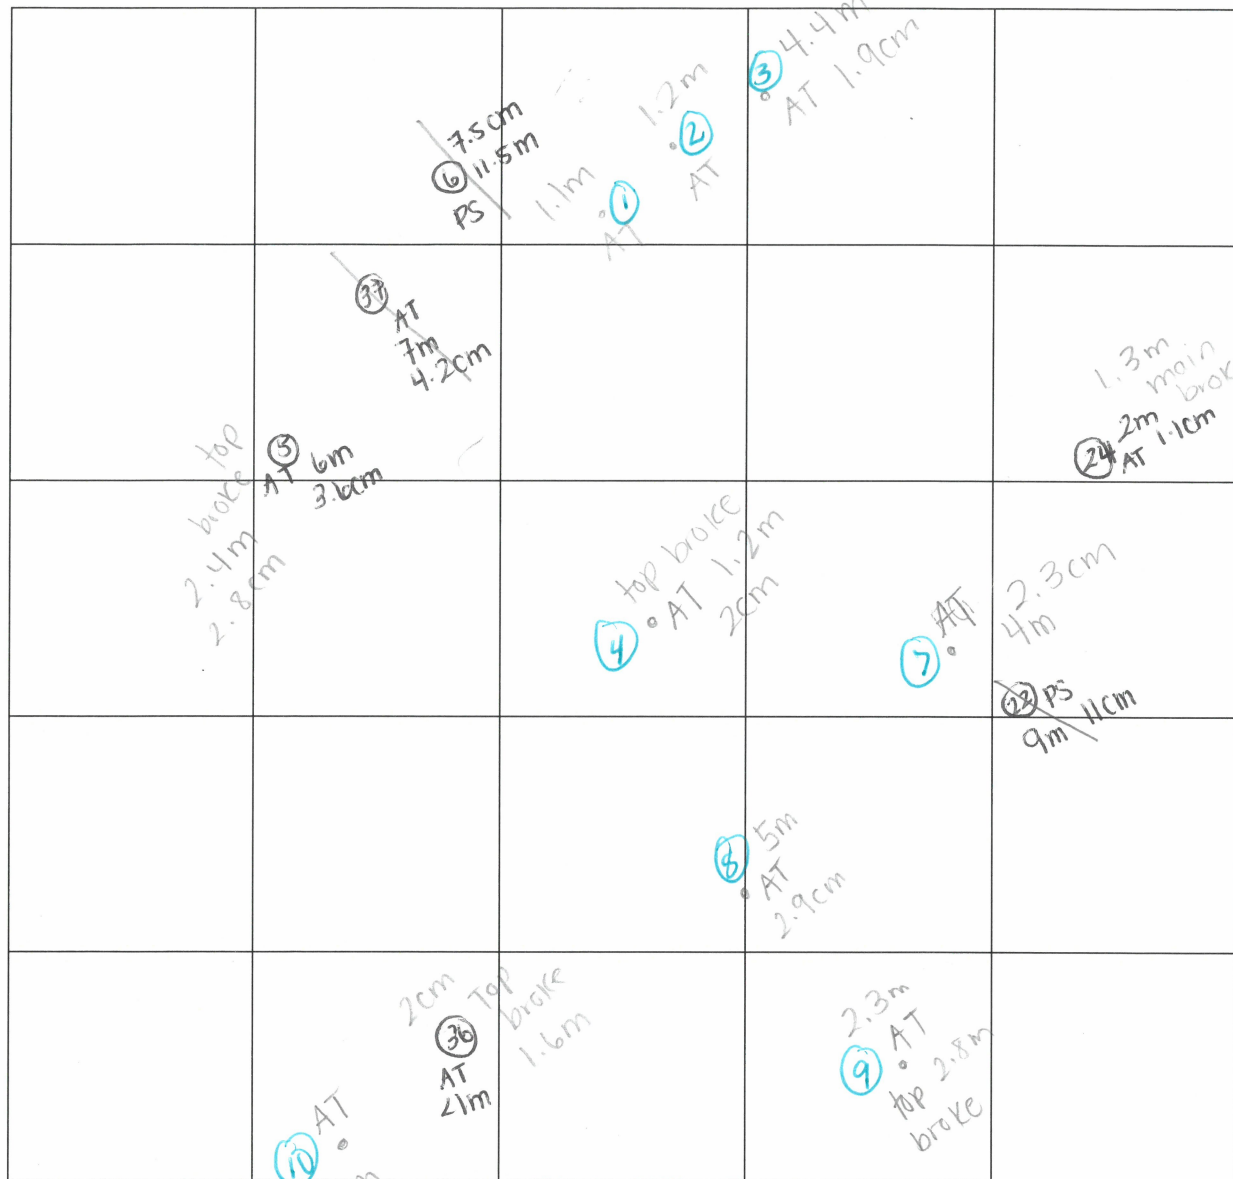 3 4.4m
AT 1.9cm
1.2m
2
AT
7.5cm
6 11.5m
PS
1.1m
1
AT
37
AT
7m
4.2cm
1.3m
main
brok
2m
24 AT 1.1cm
top
broke
2.4m
2.8cm
5 6m
AT 3.6cm
top broke
AT 1.2m
2cm
4
AT 2.3cm
4m
7
22 PS
9m 11cm
8 5m
AT
2.9cm
2cm Top
broke
1.6m
36
AT
<1m
2.3m
AT
9
top 2.8m
broke
AT
10
m